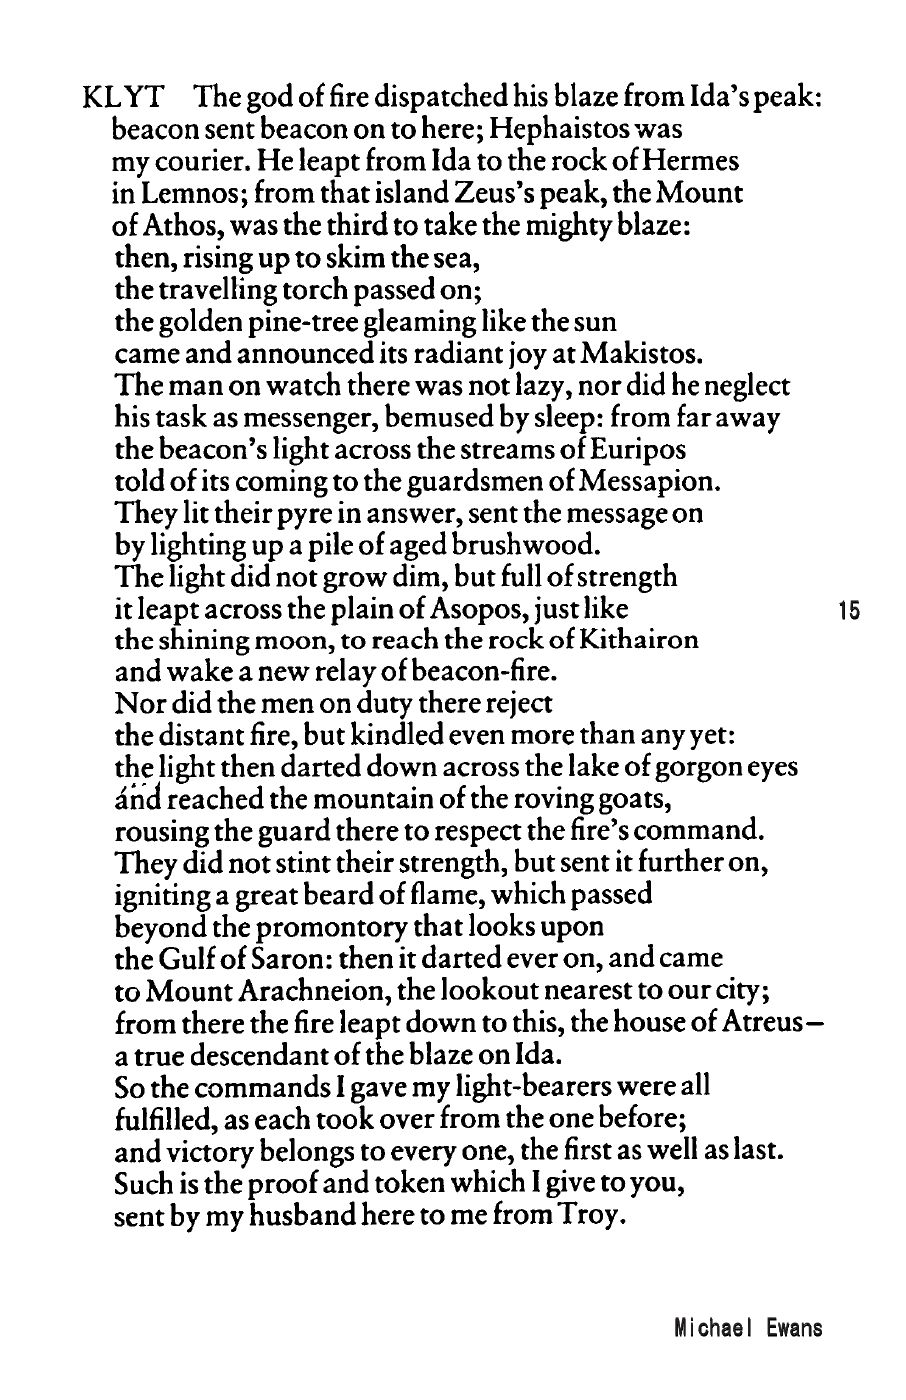 KLYT The god of fire dispatched his blaze from Ida's peak:
beacon sent beacon on to here; Hephaistos was
my courier. He leapt from Ida to the rock of Hermes
in Lemnos; from that island Zeus's peak, the Mount
of Athos, was the third to take the mighty blaze:
then, rising up to skim the sea,
the travelling torch passed on;
the golden pine-tree gleaming like the sun
came and announced its radiant joy at Makistos.
The man on watch there was not lazy, nor did he neglect
his task as messenger, bemused by sleep: from far away
the beacon's light across the streams of Euripos
told of its coming to the guardsmen of Messapion.
They lit their pyre in answer, sent the message on
by lighting up a pile of aged brushwood.
The light did not grow dim, but full of strength
it leapt across the plain of Asopos, just like 15
the shining moon, to reach the rock of Kithairon
and wake a new relay of beacon-fire.
Nor did the men on duty there reject
the distant fire, but kindled even more than any yet:
the light then darted down across the lake of gorgon eyes
and reached the mountain of the roving goats,
rousing the guard there to respect the fire's command.
They did not stint their strength, but sent it further on,
igniting a great beard of flame, which passed
beyond the promontory that looks upon
the Gulf of Saron: then it darted ever on, and came
to Mount Arachneion, the lookout nearest to our city;
from there the fire leapt down to this, the house of Atreus–
a true descendant of the blaze on Ida.
So the commands I gave my light-bearers were all
fulfilled, as each took over from the one before;
and victory belongs to every one, the first as well as last.
Such is the proof and token which I give to you,
sent by my husband here to me from Troy.
Michael Ewans